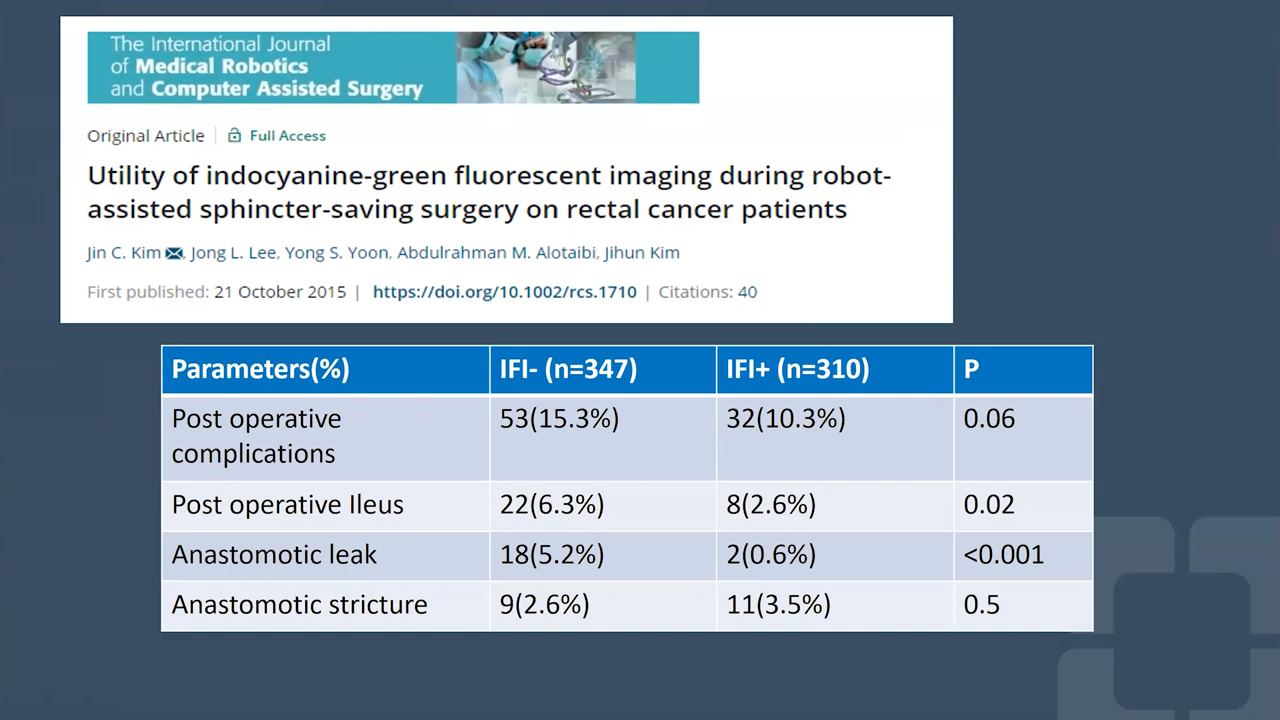 The International Journal
of Medical Robotics
and Computer Assisted Surgery
Original Article | Full Access
Utility of indocyanine-green fluorescent imaging during robot-
assisted sphincter-saving surgery on rectal cancer patients
Jin C. Kim, Jong L. Lee, Yong S. Yoon, Abdulrahman M. Alotaibi, Jihun Kim
First published: 21 October 2015 | https://doi.org/10.1002/rcs.1710 | Citations: 40
Parameters(%) IFI- (n=347) IFI+ (n=310) P
Post operative 53(15.3%) 32(10.3%) 0.06
complications
Post operative Ileus 22(6.3%) 8(2.6%) 0.02
Anastomotic leak 18(5.2%) 2(0.6%) <0.001
Anastomotic stricture 9(2.6%) 11(3.5%) 0.5